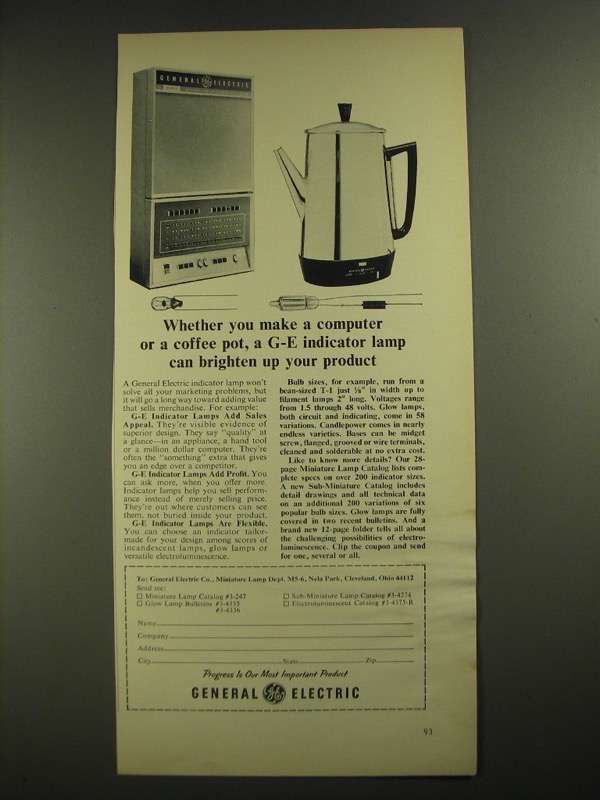 GENERAL ELECTRIC
Whether you make a computer
or a coffee pot, a G-E indicator lamp
can brighten up your product
A General Electric indicator lamp won't
solve all your marketing problems, but
it will go a long way toward adding value
that sells merchandise. For example:
G-E Indicator Lamps Add Sales
Appeal. They're visible evidence of
superior design. They say "quality" at
a glance—in an appliance, a hand tool
or a million dollar computer. They're
often the "something" extra that gives
you an edge over a competitor.
G-E Indicator Lamps Add Profit. You
can ask more, when you offer more.
Indicator lamps help you sell perform-
ance instead of merely selling price.
They're out where customers can see
them, not buried inside your product.
G-E Indicator Lamps Are Flexible.
You can choose an indicator tailor-
made for your design among scores of
incandescent lamps, glow lamps or
versatile electroluminescence.
Bulb sizes, for example, run from a
bean-sized T-1 just ⅛" in width up to
filament lamps 2" long. Voltages range
from 1.5 through 48 volts. Glow lamps,
both circuit and indicating, come in 58
variations. Candlepower comes in nearly
endless varieties. Bases can be midget
screw, flanged, grooved or wire terminals,
cleaned and solderable at no extra cost.
Like to know more details? Our 28-
page Miniature Lamp Catalog lists com-
plete specs on over 200 indicator sizes.
A new Sub-Miniature Catalog includes
detail drawings and all technical data
on an additional 200 variations of six
popular bulb sizes. Glow lamps are fully
covered in two recent bulletins. And a
brand new 12-page folder tells all about
the challenging possibilities of electro-
luminescence. Clip the coupon and send
for one, several or all.
To: General Electric Co., Miniature Lamp Dept. M5-6, Nela Park, Cleveland, Ohio 44112
Send me:
Miniature Lamp Catalog #3-247
Glow Lamp Bulletins #3-4335
#3-4336
Sub-Miniature Lamp Catalog #3-4274
Electroluminescent Catalog #3-4375-R
Name
Company
Address
City State Zip
Progress Is Our Most Important Product
GENERAL GE ELECTRIC
93